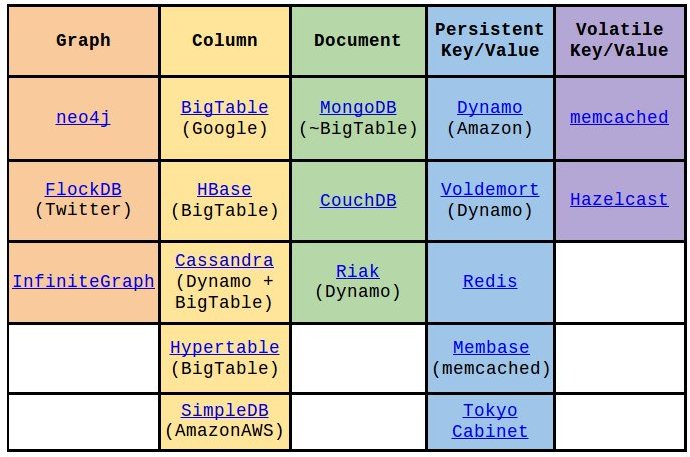 Graph
Column
Document
Persistent
Key/Value
Volatile
Key/Value
neo4j
BigTable
(Google)
MongoDB
(~BigTable)
Dynamo
(Amazon)
memcached
FlockDB
(Twitter)
HBase
(BigTable)
CouchDB
Voldemort
(Dynamo)
Hazelcast
InfiniteGraph
Cassandra
(Dynamo +
BigTable)
Riak
(Dynamo)
Redis
Hypertable
(BigTable)
Membase
(memcached)
SimpleDB
(AmazonAWS)
Tokyo
Cabinet